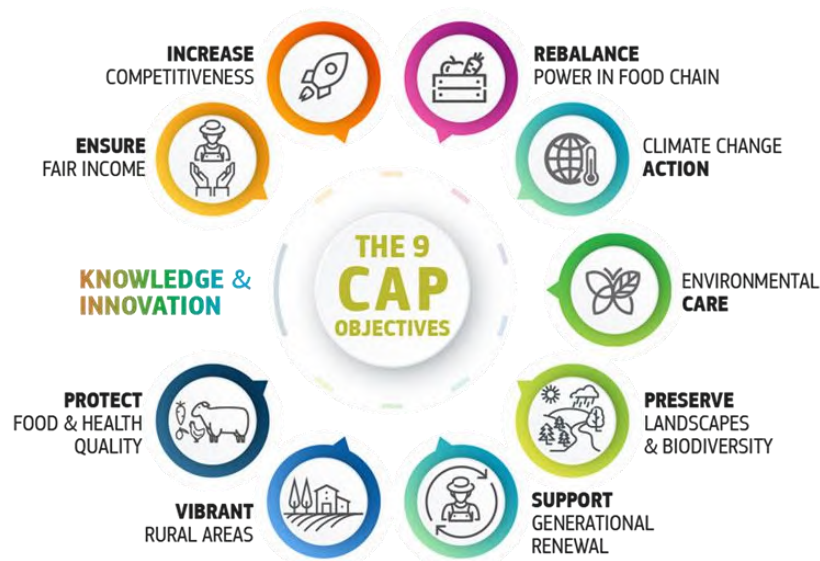 THE 9
CAP
OBJECTIVES
INCREASE
COMPETITIVENESS
REBALANCE
POWER IN FOOD CHAIN
ENSURE
FAIR INCOME
CLIMATE CHANGE
ACTION
KNOWLEDGE &
INNOVATION
ENVIRONMENTAL
CARE
PROTECT
FOOD & HEALTH
QUALITY
PRESERVE
LANDSCAPES
& BIODIVERSITY
VIBRANT
RURAL AREAS
SUPPORT
GENERATIONAL
RENEWAL